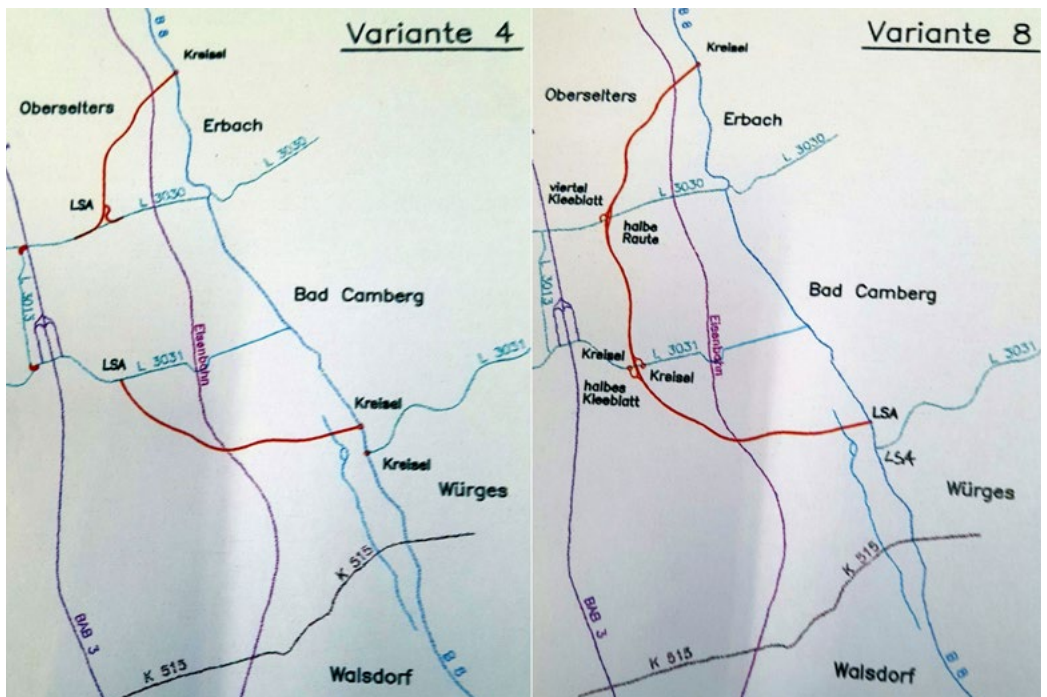 Variante 4
B 8
Kreisel
Oberselters
Erbach
L 3030
LSA
L 3030
L 3013
Bad Camberg
Eisenbahn
LSA
L 3031
L 3031
Kreisel
Kreisel
Würges
K 515
BAB 3
K 515
Walsdorf
B 8
Variante 8
B 8
Kreisel
Oberselters
Erbach
L 3030
viertel
Kleeblatt
L 3030
halbe
Raute
L 3013
Bad Camberg
Eisenbahn
Kreisel
L 3031
L 3031
Kreisel
halbes
Kleeblatt
LSA
LSA
Würges
K 515
BAB 3
K 515
Walsdorf
B 8